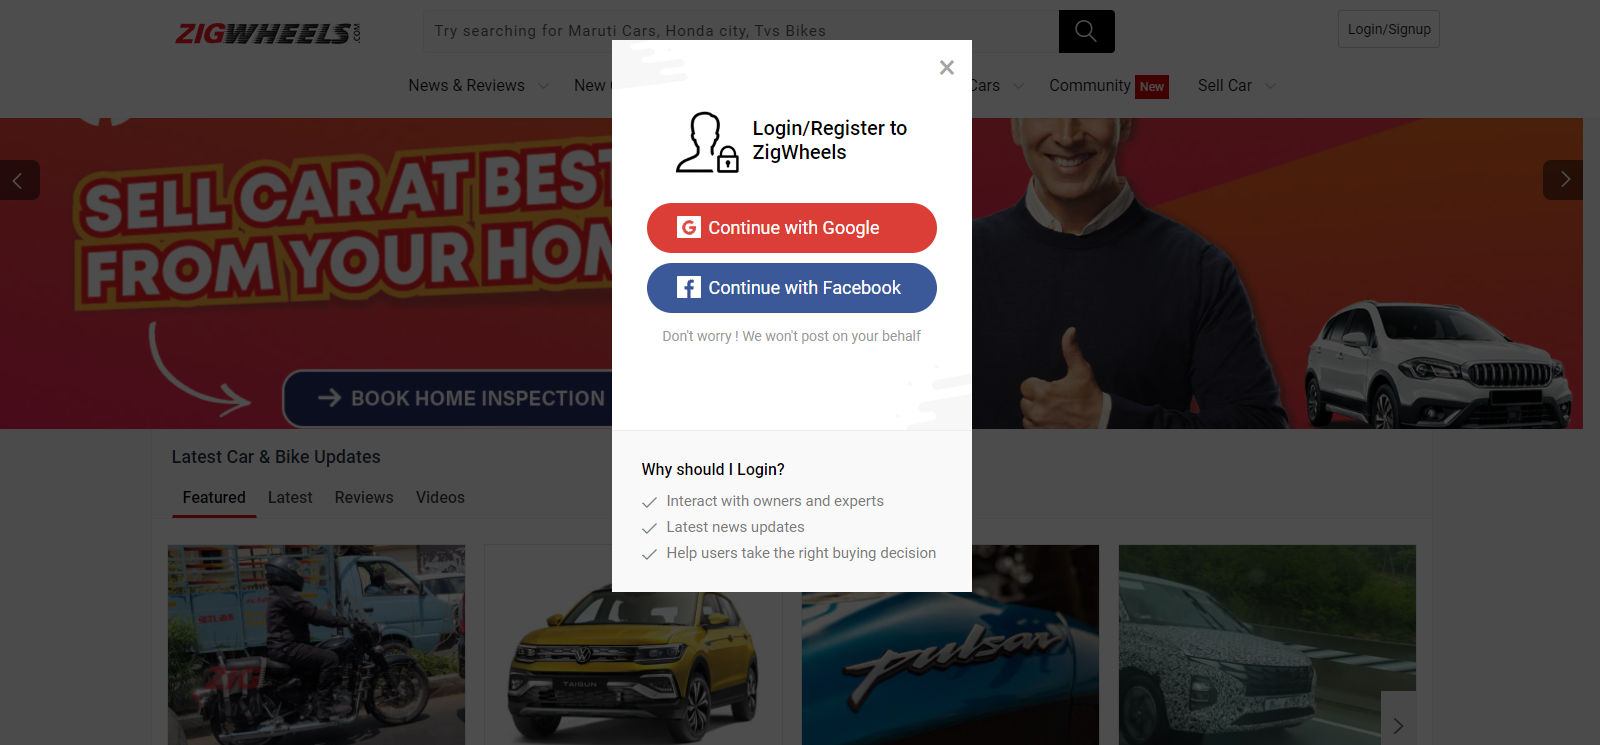 ZIGWHEELS.COM
Try searching for Maruti Cars, Honda city, Tvs Bikes
Login/Signup
News & Reviews
New
Cars
Community New
Sell Car
Login/Register to
ZigWheels
Continue with Google
Continue with Facebook
Don't worry ! We won't post on your behalf
SELL CAR AT BEST
FROM YOUR HOM
BOOK HOME INSPECTION
Why should I Login?
Interact with owners and experts
Latest news updates
Help users take the right buying decision
Latest Car & Bike Updates
Featured
Latest
Reviews
Videos
ZIG
TAIGUN
pulsar